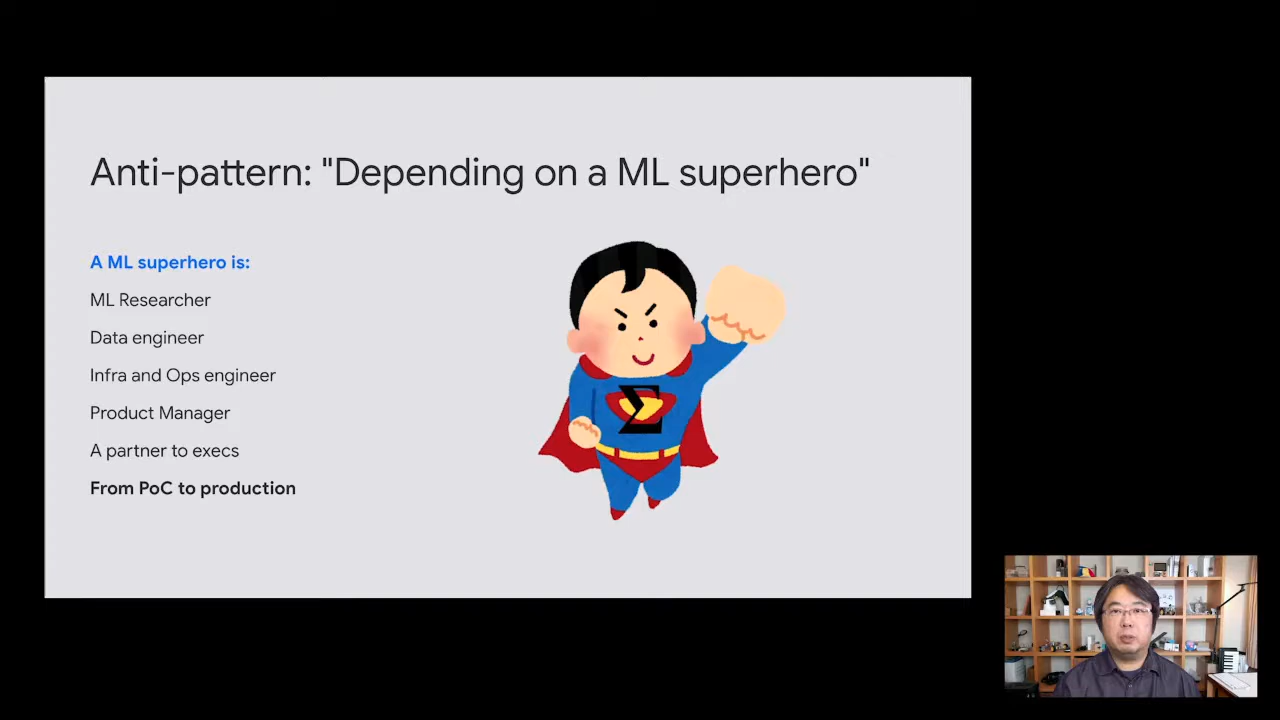 Anti-pattern: "Depending on a ML superhero"
A ML superhero is:
ML Researcher
Data engineer
Infra and Ops engineer
Product Manager
A partner to execs
From PoC to production
Σ